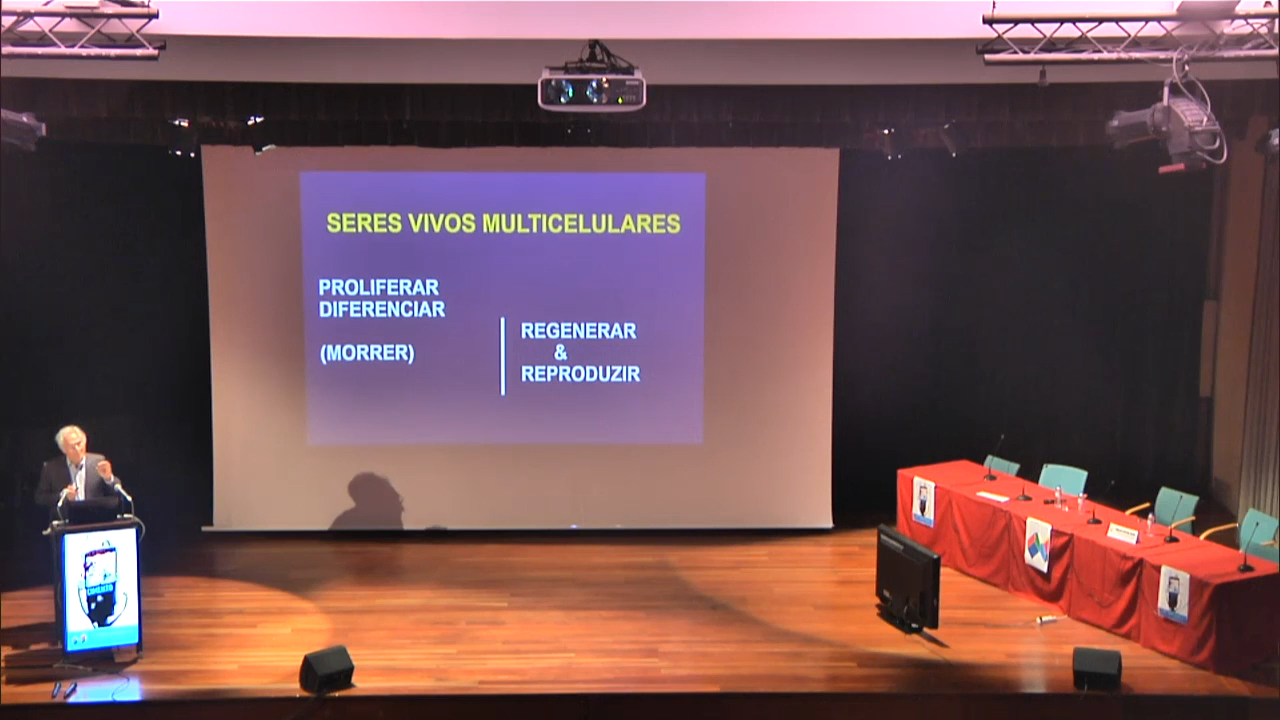 SERES VIVOS MULTICELULARES
PROLIFERAR
DIFERENCIAR
(MORRER)
REGENERAR
&
REPRODUZIR